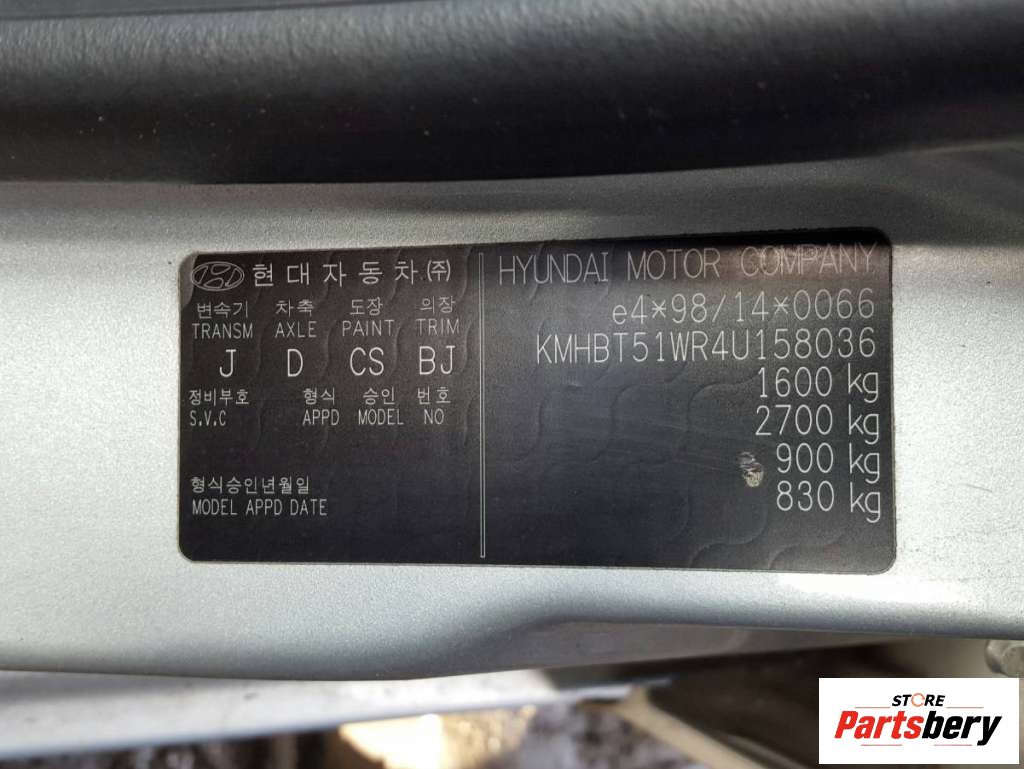 현대자동차.(주)
변속기 차축 도장 의장
TRANSM AXLE PAINT TRIM
J D CS BJ
정비부호 형식 승인 번호
S.V.C APPD MODEL NO
형식승인년월일
MODEL APPD DATE
HYUNDAI MOTOR COMPANY
e4*98/14*0066
KMHBT51WR4U158036
1600 kg
2700 kg
900 kg
830 kg
STORE
Partsbery